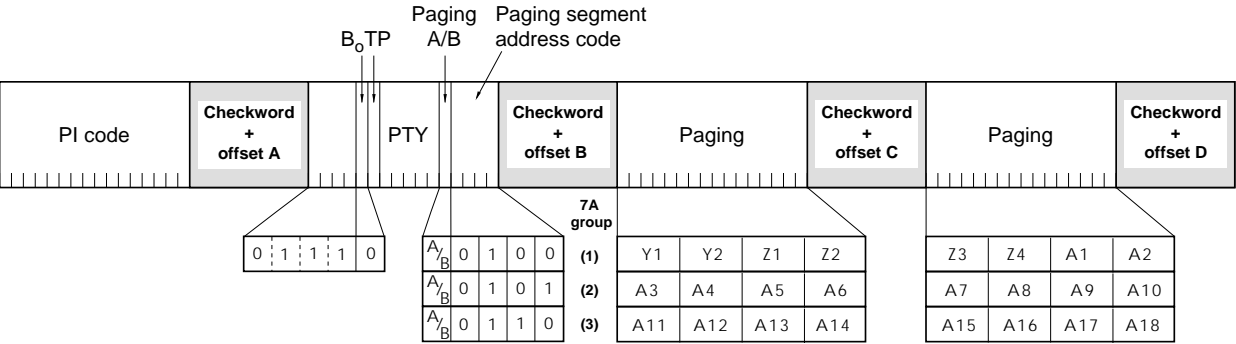 Paging Paging segment
BoTP A/B address code
PI code Checkword + offset A PTY Checkword + offset B Paging Checkword + offset C Paging Checkword + offset D
7A group
0 1 1 1 0 A/B 0 1 0 0 (1) Y1 Y2 Z1 Z2 Z3 Z4 A1 A2
A/B 0 1 0 1 (2) A3 A4 A5 A6 A7 A8 A9 A10
A/B 0 1 1 0 (3) A11 A12 A13 A14 A15 A16 A17 A18